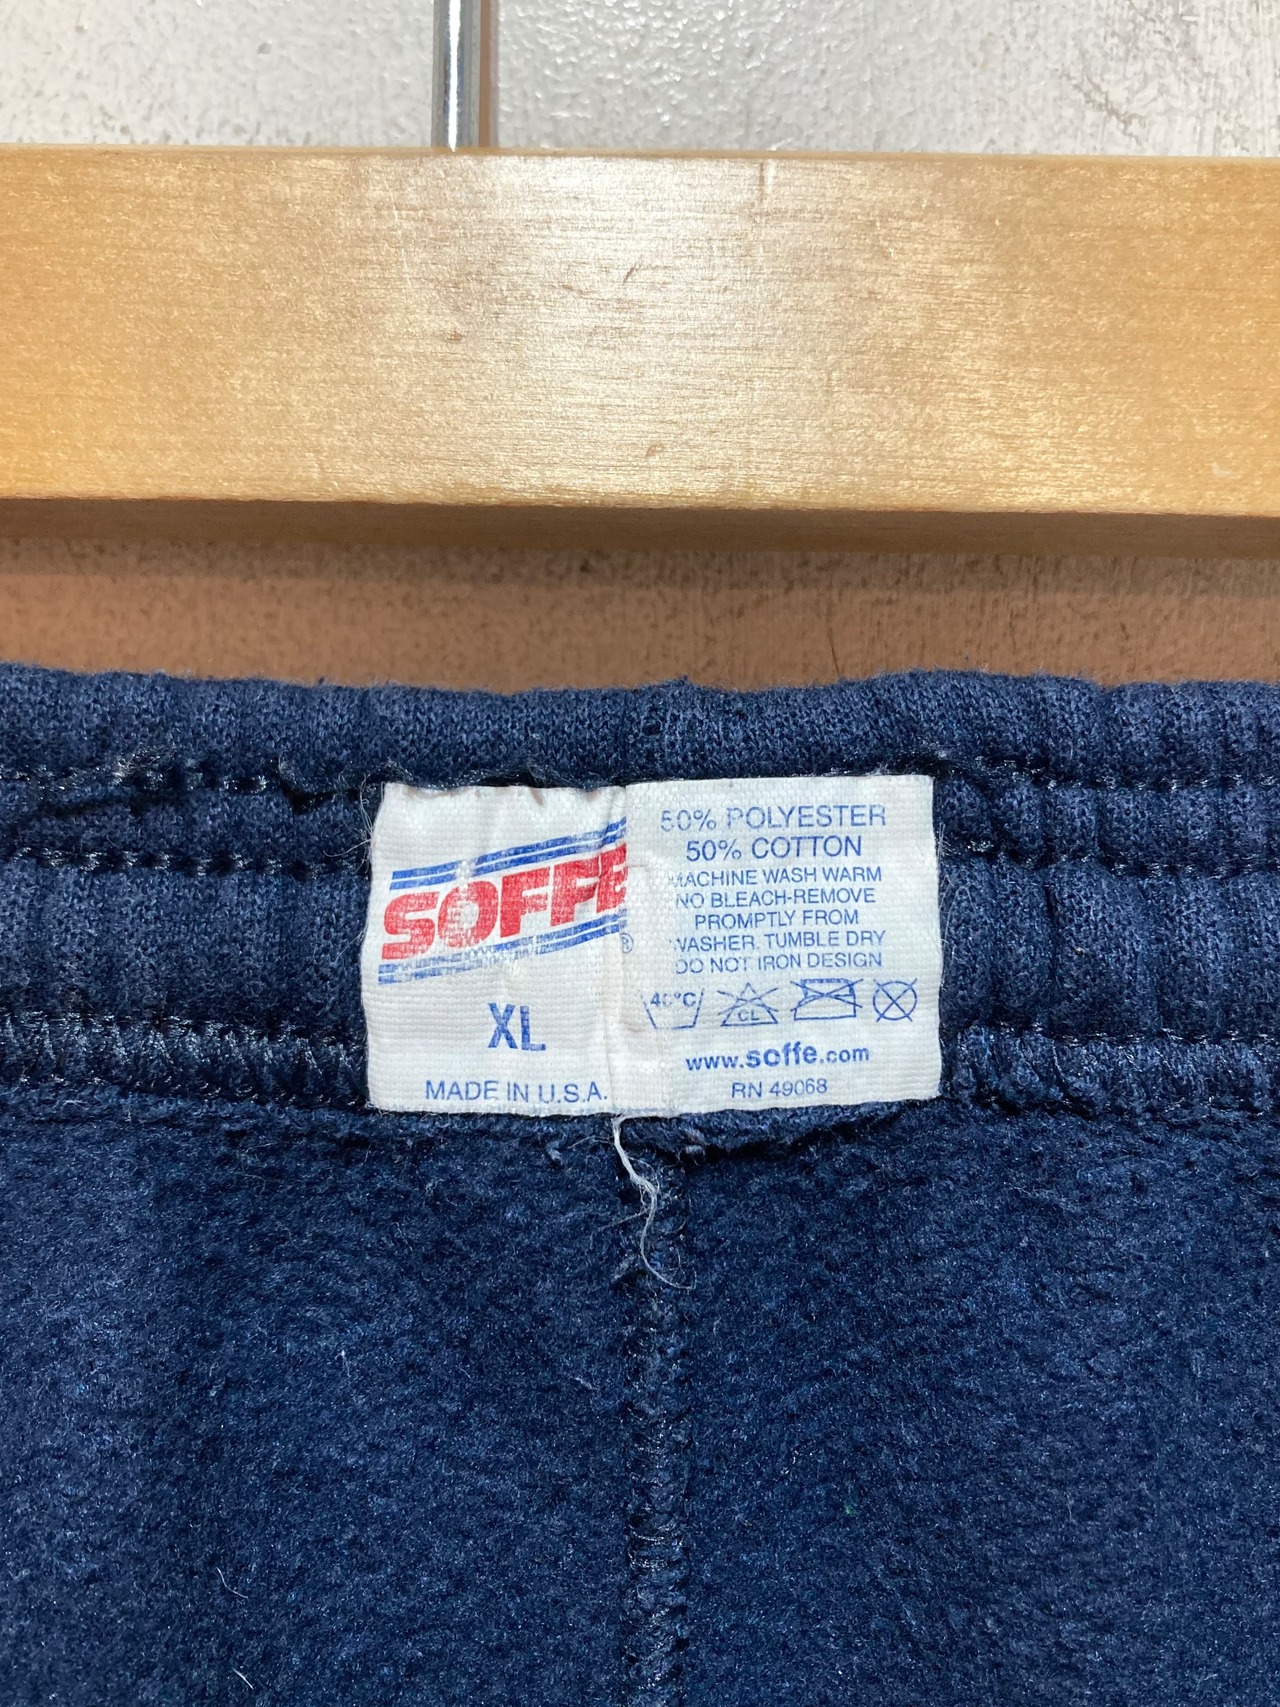 SOFFE
®
XL
MADE IN U.S.A.
50% POLYESTER
50% COTTON
MACHINE WASH WARM
NO BLEACH-REMOVE
PROMPTLY FROM
WASHER. TUMBLE DRY
DO NOT IRON DESIGN
40°C CL
www.soffe.com
RN 49068